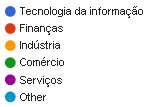 Tecnologia da informação
Finanças
Indústria
Comércio
Serviços
Other